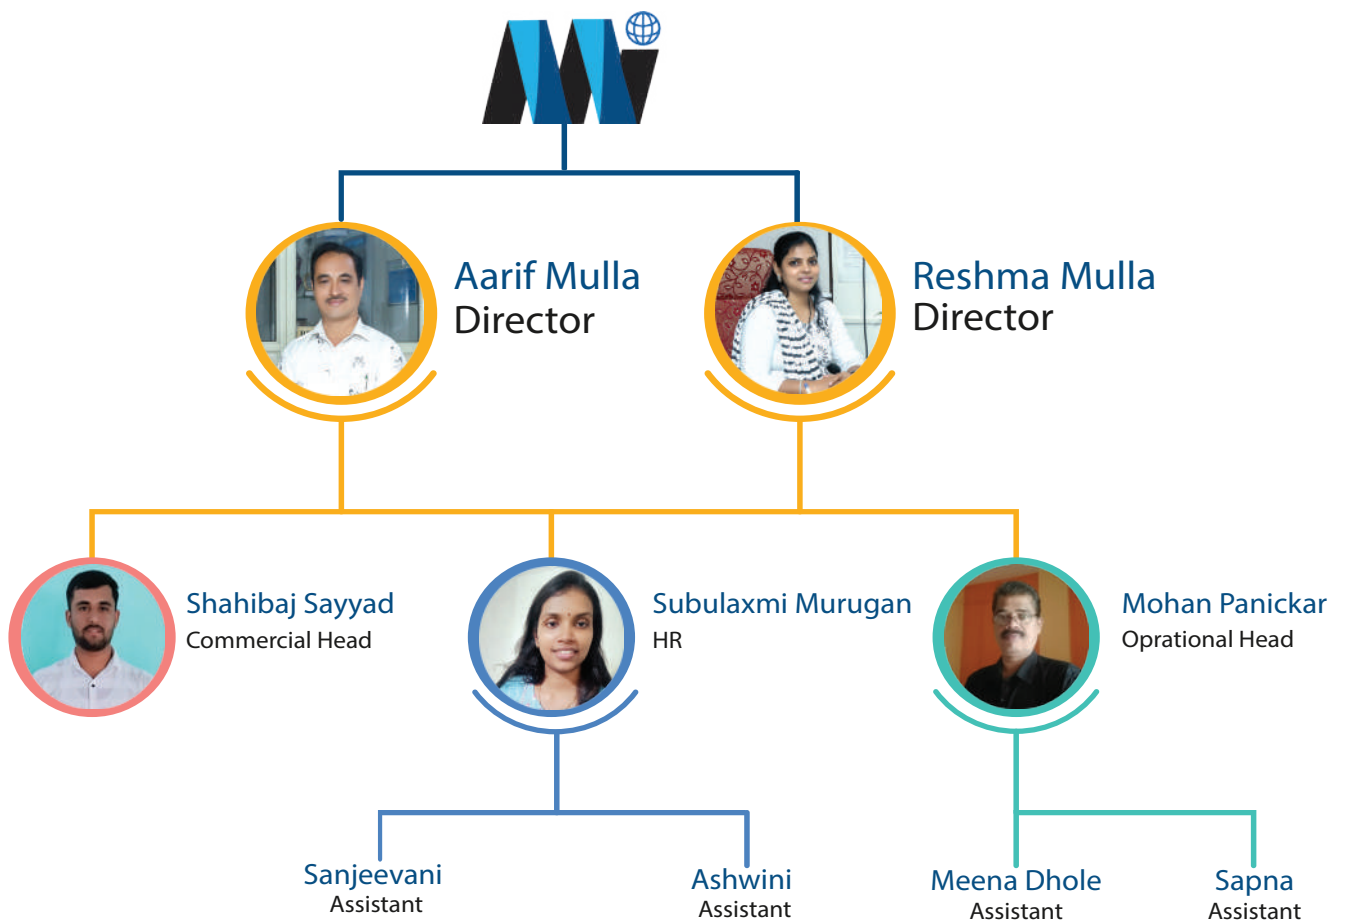 Aarif Mulla
Director
Reshma Mulla
Director
Shahibaj Sayyad
Commercial Head
Subulaxmi Murugan
HR
Mohan Panickar
Oprational Head
Sanjeevani
Assistant
Ashwini
Assistant
Meena Dhole
Assistant
Sapna
Assistant